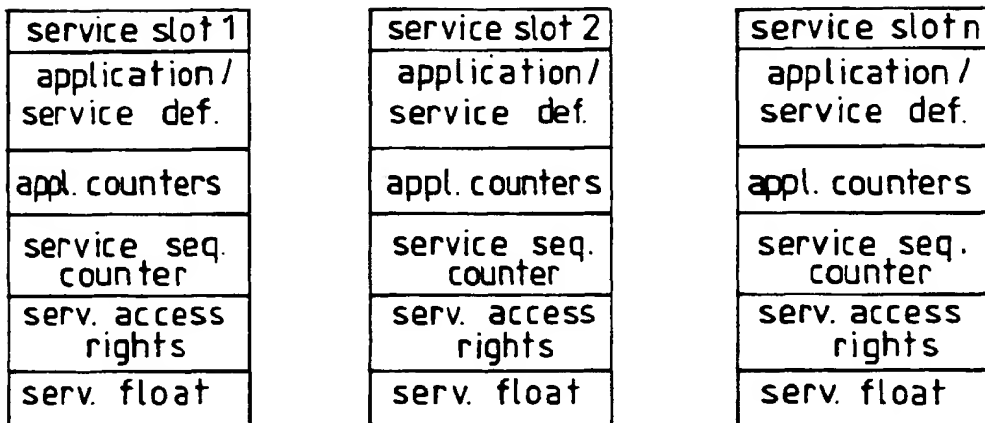 service slot 1
application/
service def.
appl. counters
service seq.
counter
serv. access
rights
serv. float
service slot 2
application/
service def.
appl. counters
service seq.
counter
serv. access
rights
serv. float
service slot n
application/
service def.
appl. counters
service seq.
counter
serv. access
rights
serv. float